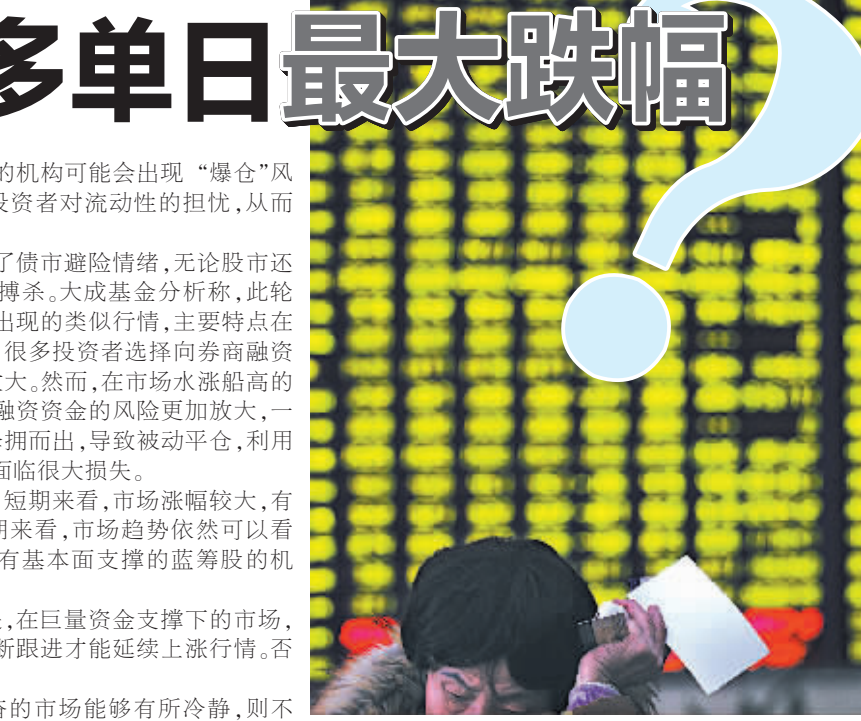 多单日最大跌幅
的机构可能会出现“爆仓”风
投资者对流动性的担忧,从而
了债市避险情绪,无论股市还
搏杀。大成基金分析称,此轮
出现的类似行情,主要特点在
很多投资者选择向券商融资
大。然而,在市场水涨船高的
融资资金的风险更加放大,一
拥而出,导致被动平仓,利用
面临很大损失。
短期来看,市场涨幅较大,有
期来看,市场趋势依然可以看
有基本面支撑的蓝筹股的机
,在巨量资金支撑下的市场,
断跟进才能延续上涨行情。否
的市场能够有所冷静,则不
?